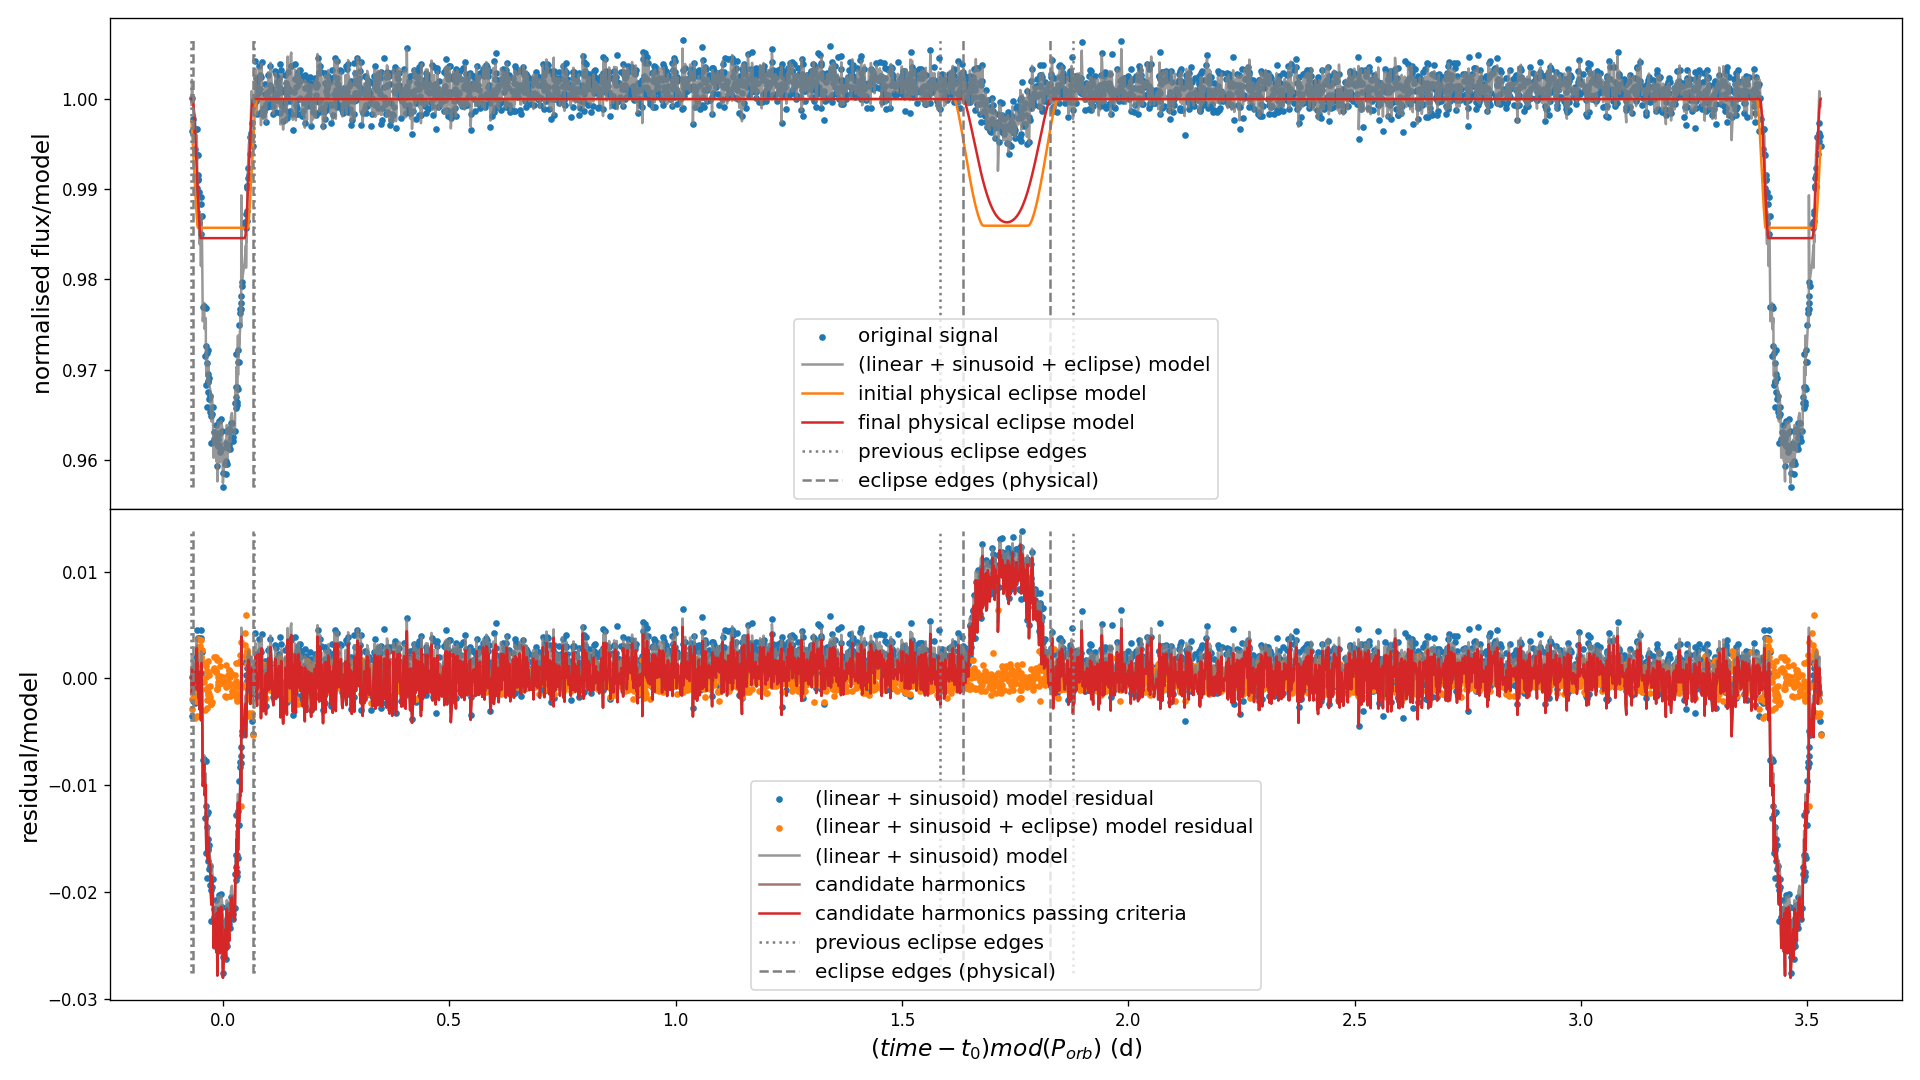 normalised flux/model
1.00
0.99
0.98
0.97
0.96
original signal
(linear + sinusoid + eclipse) model
initial physical eclipse model
final physical eclipse model
previous eclipse edges
eclipse edges (physical)
residual/model
0.01
0.00
−0.01
−0.02
−0.03
(linear + sinusoid) model residual
(linear + sinusoid + eclipse) model residual
(linear + sinusoid) model
candidate harmonics
candidate harmonics passing criteria
previous eclipse edges
eclipse edges (physical)
0.0 0.5 1.0 1.5 2.0 2.5 3.0 3.5
(time − t₀)mod(P_orb) (d)